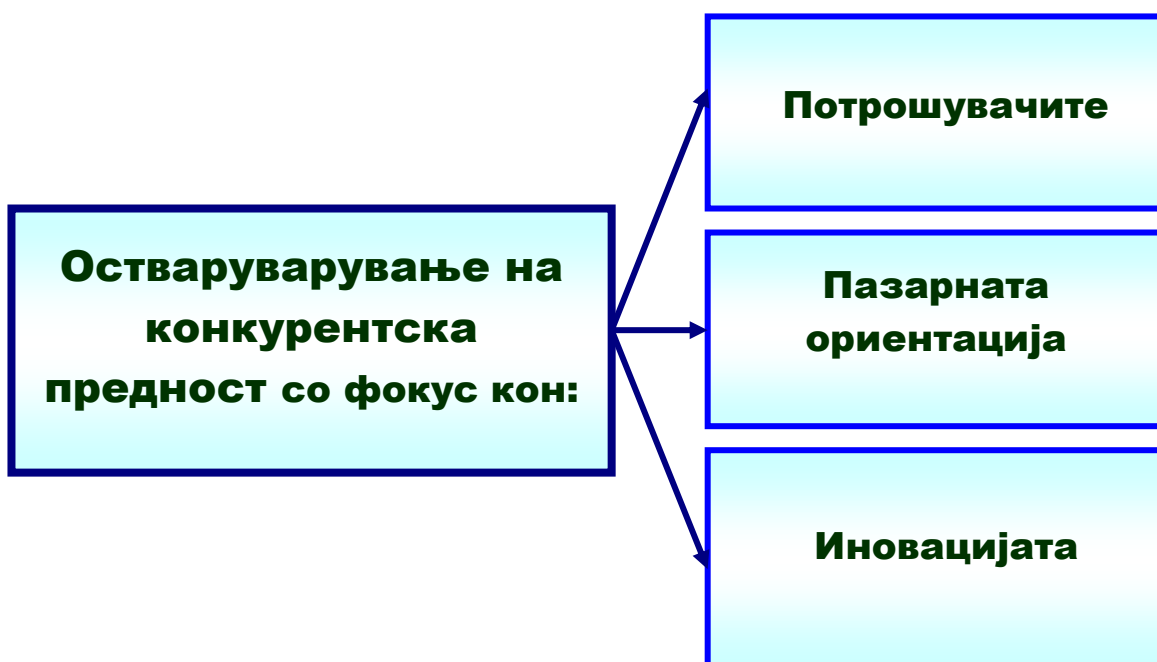 Остваруварување на
конкурентска
предност со фокус кон:
Потрошувачите
Пазарната
ориентација
Иновацијата